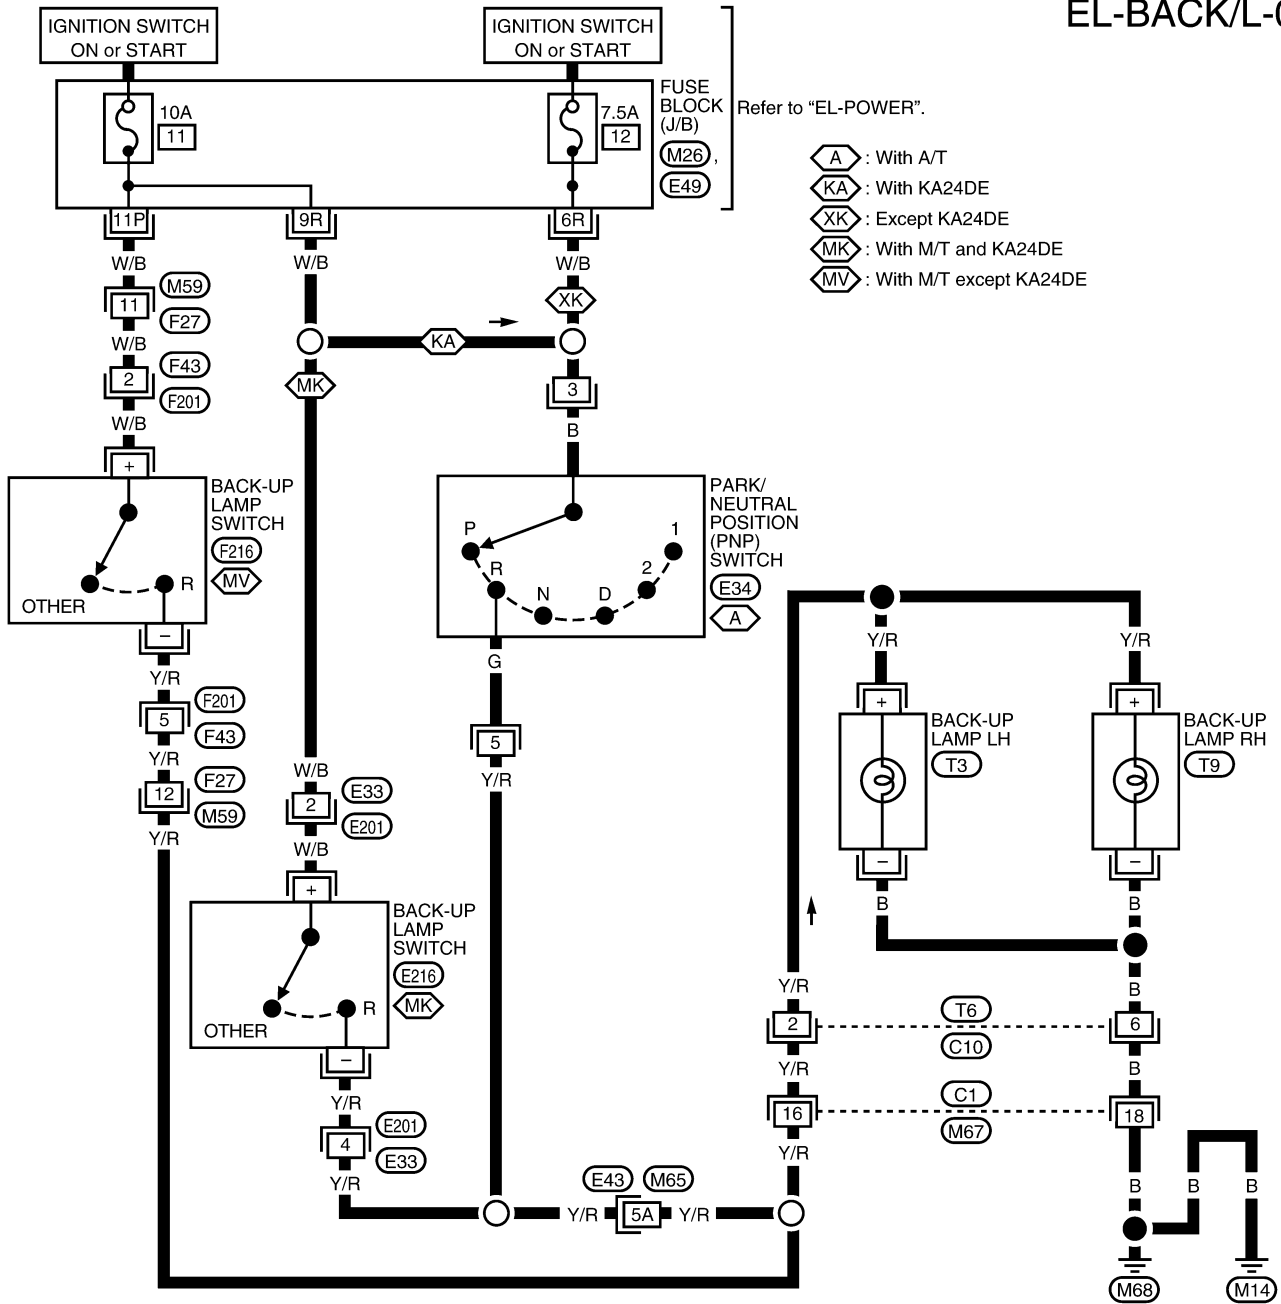 EL-BACK/L-
IGNITION SWITCH
ON or START
IGNITION SWITCH
ON or START
10A
11
7.5A
12
FUSE
BLOCK
(J/B)
M26 ,
E49
Refer to “EL-POWER”.
A : With A/T
KA : With KA24DE
XK : Except KA24DE
MK : With M/T and KA24DE
MV : With M/T except KA24DE
11P
9R
6R
W/B
W/B
W/B
11
M59
F27
XK
W/B
KA
2
F43
F201
MK
3
W/B
B
+
BACK-UP
LAMP
SWITCH
F216
MV
OTHER
R
–
PARK/
NEUTRAL
POSITION
(PNP)
SWITCH
E34
A
P
R
N
D
2
1
Y/R
5
F201
F43
Y/R
12
F27
M59
Y/R
G
5
Y/R
W/B
2
E33
E201
W/B
+
BACK-UP
LAMP
SWITCH
E216
MK
OTHER
R
–
Y/R
4
E201
E33
Y/R
Y/R
Y/R
+
+
BACK-UP
LAMP LH
T3
BACK-UP
LAMP RH
T9
–
–
B
B
Y/R
B
2
T6
C10
6
Y/R
B
16
C1
M67
18
Y/R
E43
M65
Y/R
5A
Y/R
B
B
B
M68
M14